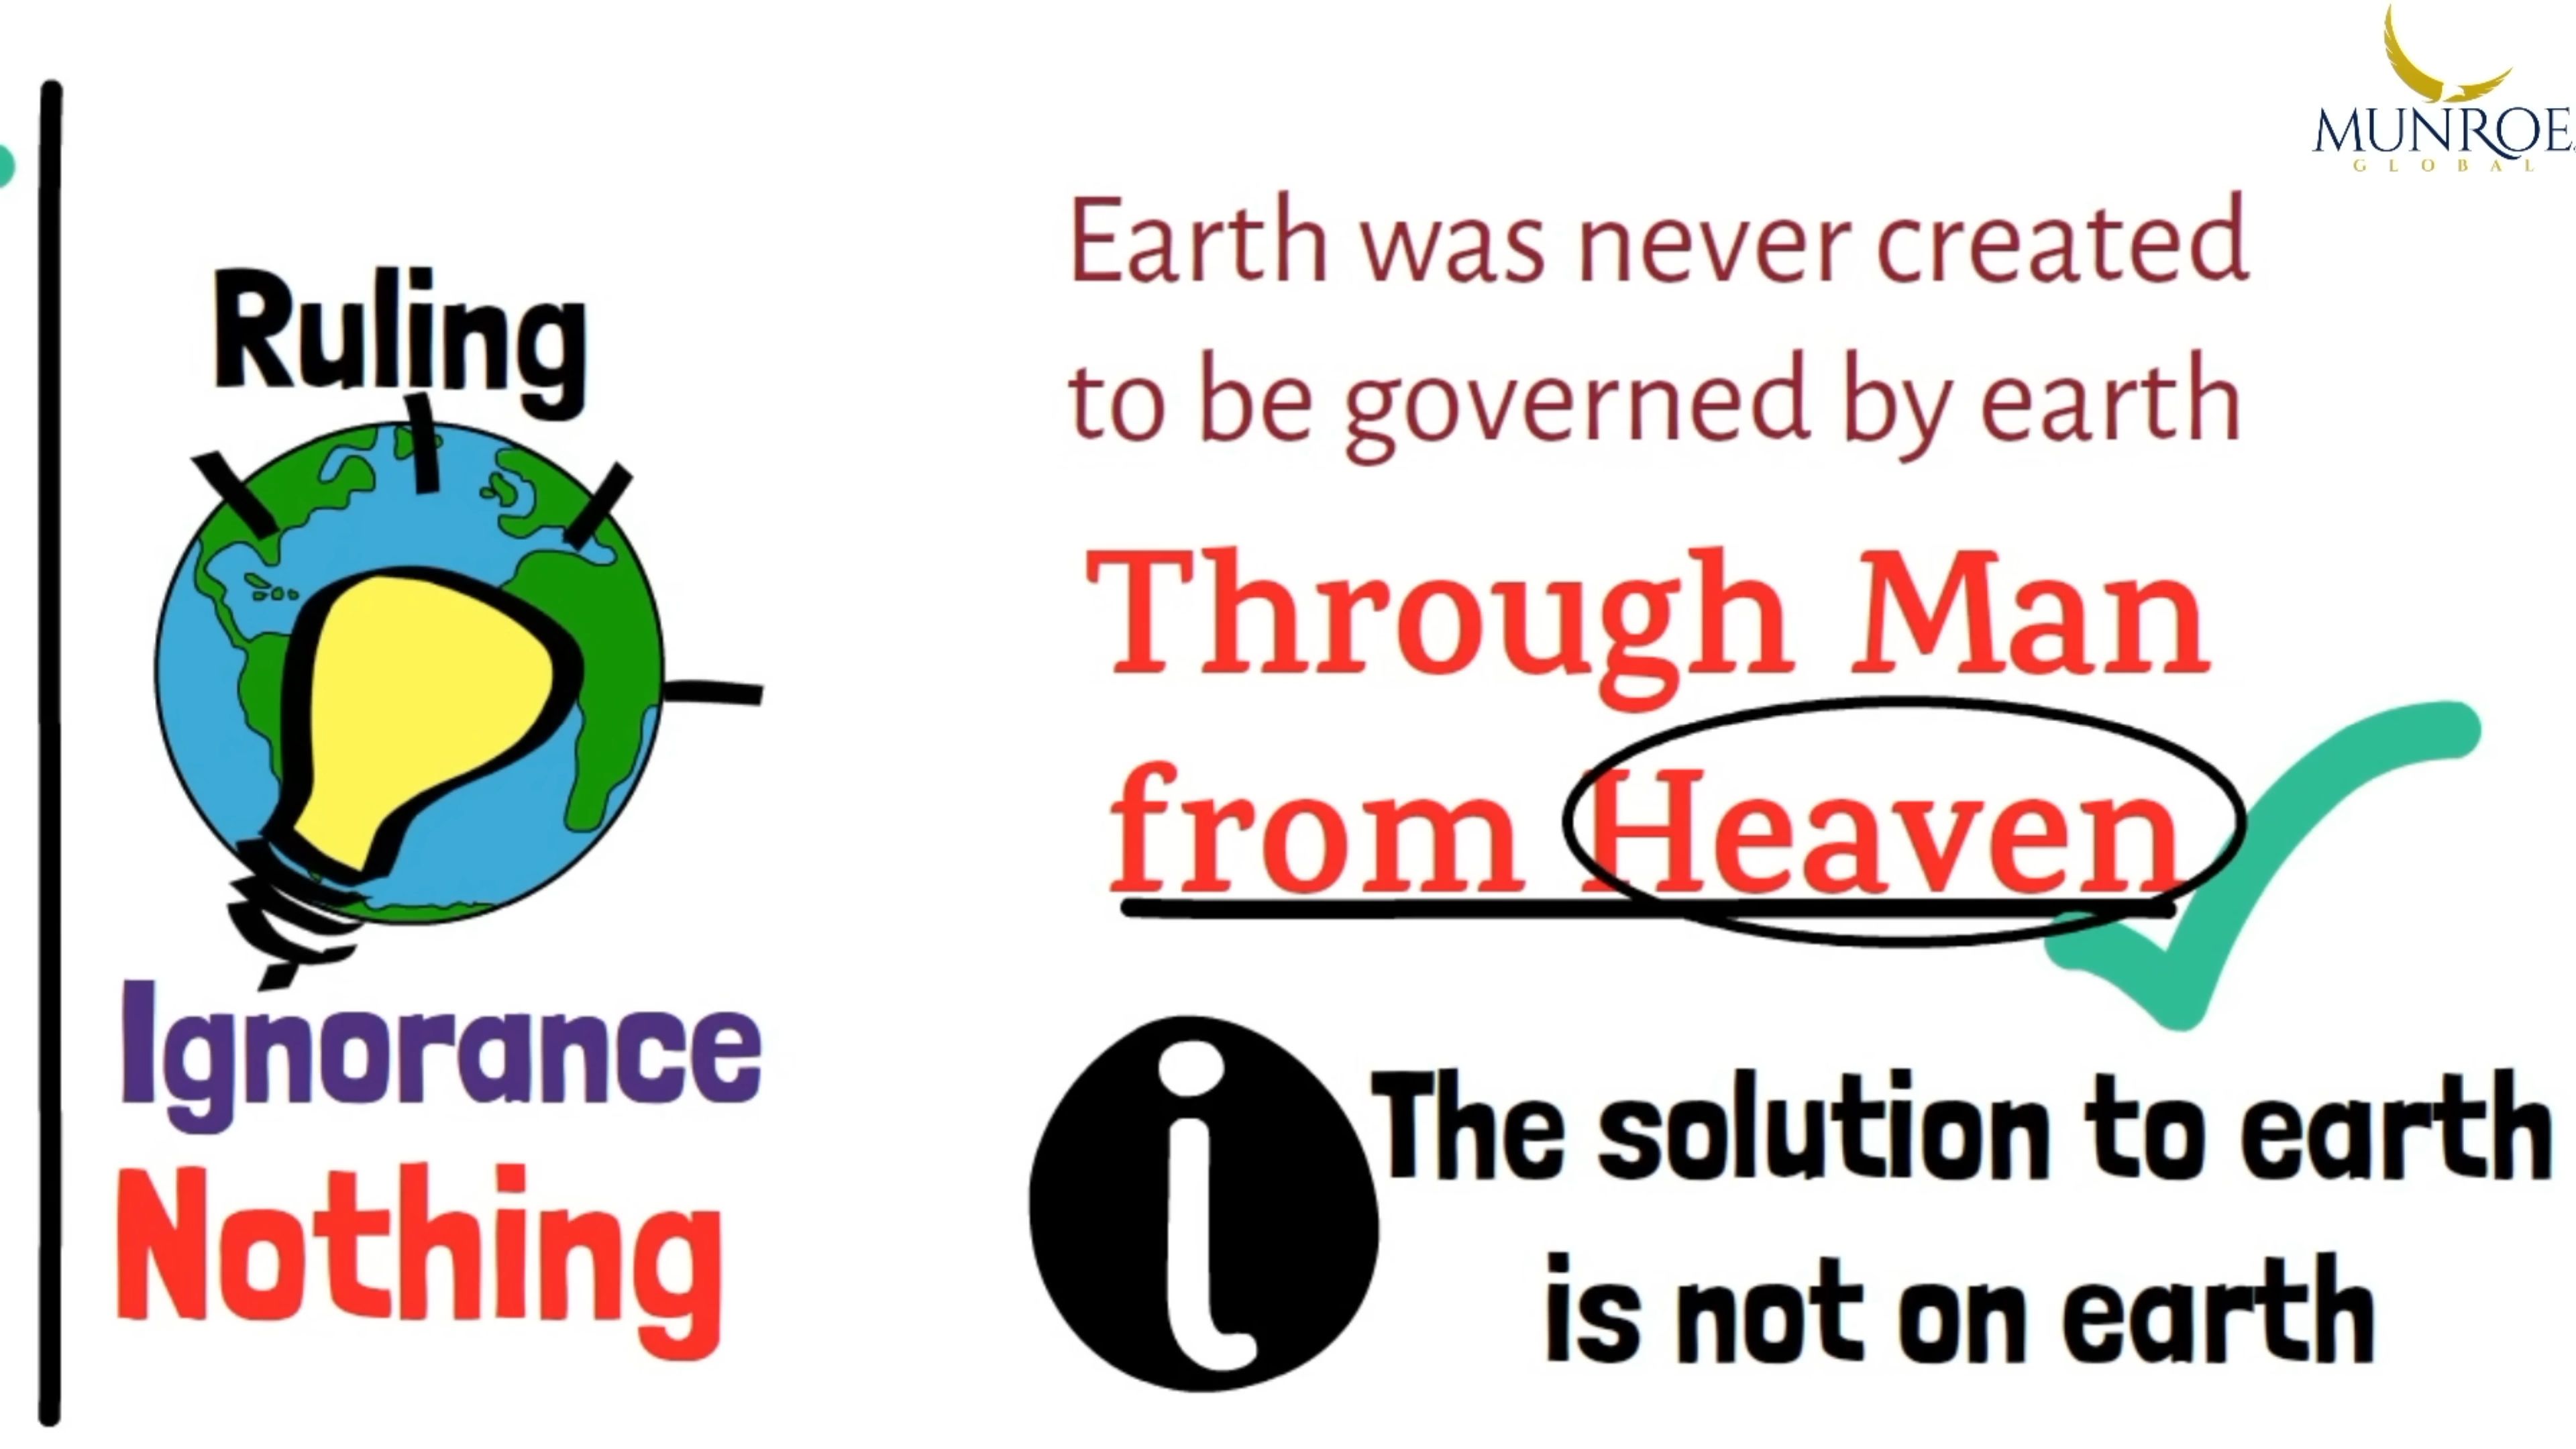 MUNROE
GLOBAL
Ruling
Ignorance
Nothing
Earth was never created
to be governed by earth
Through Man
from Heaven
i
The solution to earth
is not on earth